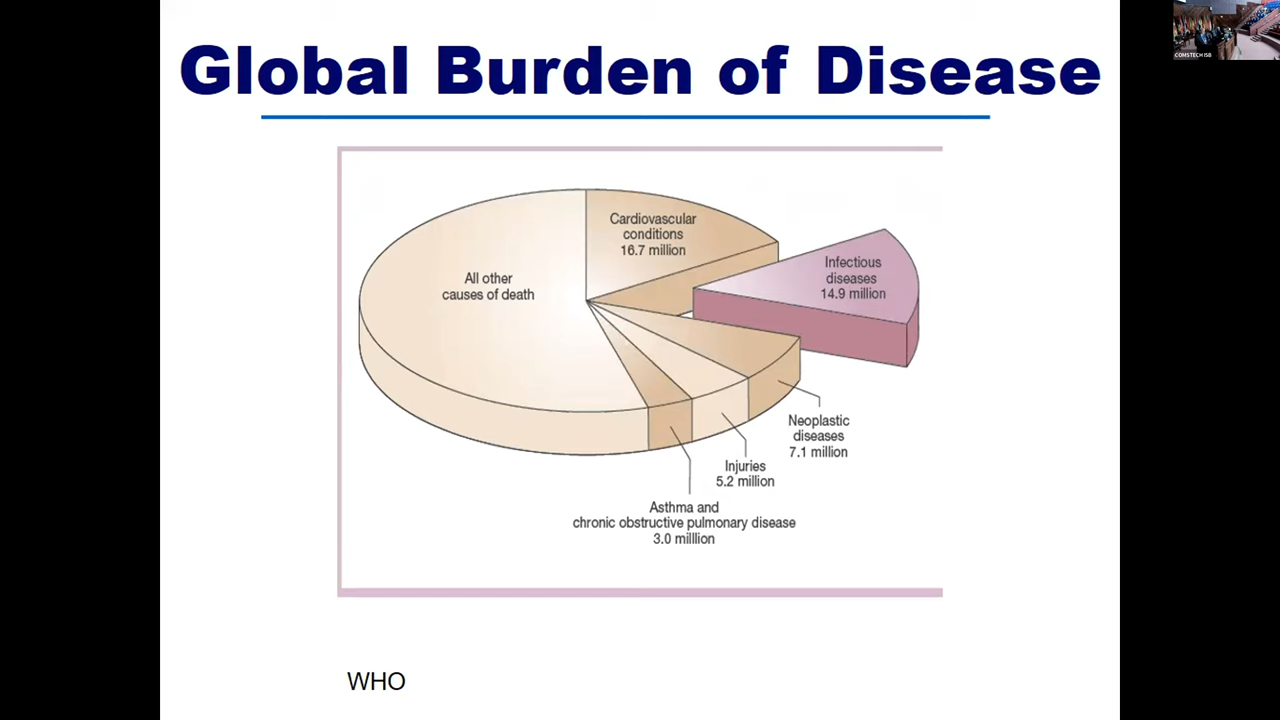 Global Burden of Disease
COMSTECH ISB
Cardiovascular
conditions
16.7 million
Infectious
diseases
14.9 million
All other
causes of death
Neoplastic
diseases
7.1 million
Injuries
5.2 million
Asthma and
chronic obstructive pulmonary disease
3.0 milllion
WHO